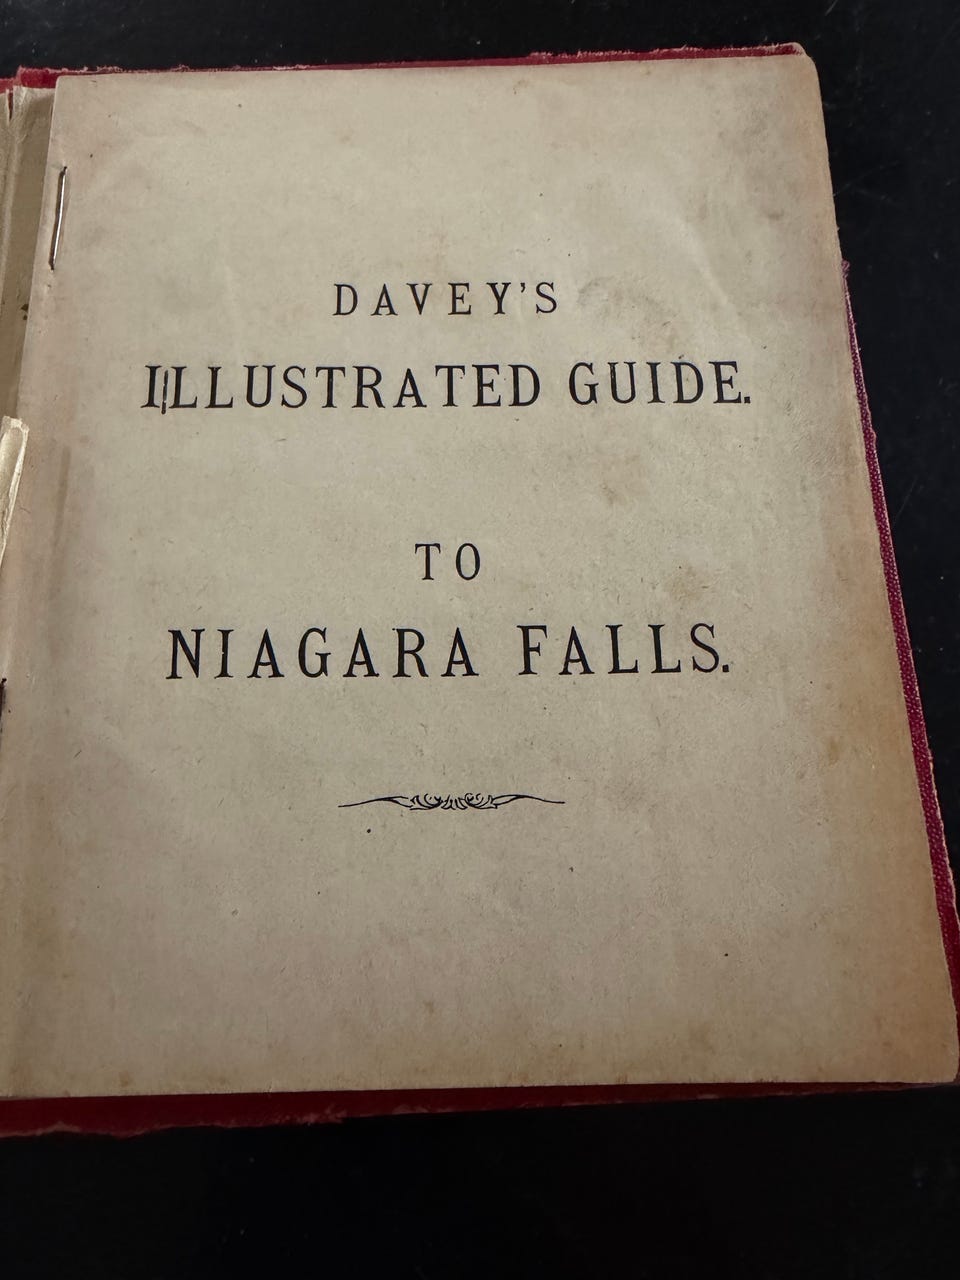 DAVEY'S
ILLUSTRATED GUIDE.
TO
NIAGARA FALLS.